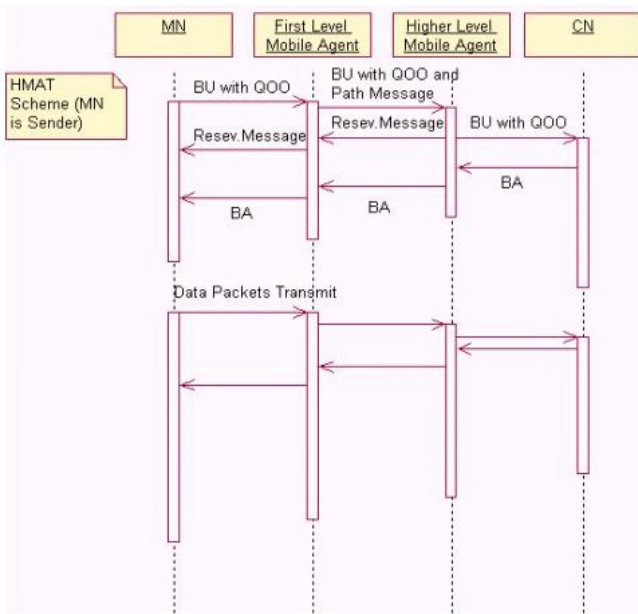 MN
First Level
Mobile Agent
Higher Level
Mobile Agent
CN
HMAT
Scheme (MN
is Sender)
BU with QOO
BU with QOO and
Path Message
Resev.Message
Resev.Message
BU with QOO
BA
BA
BA
Data Packets Transmit